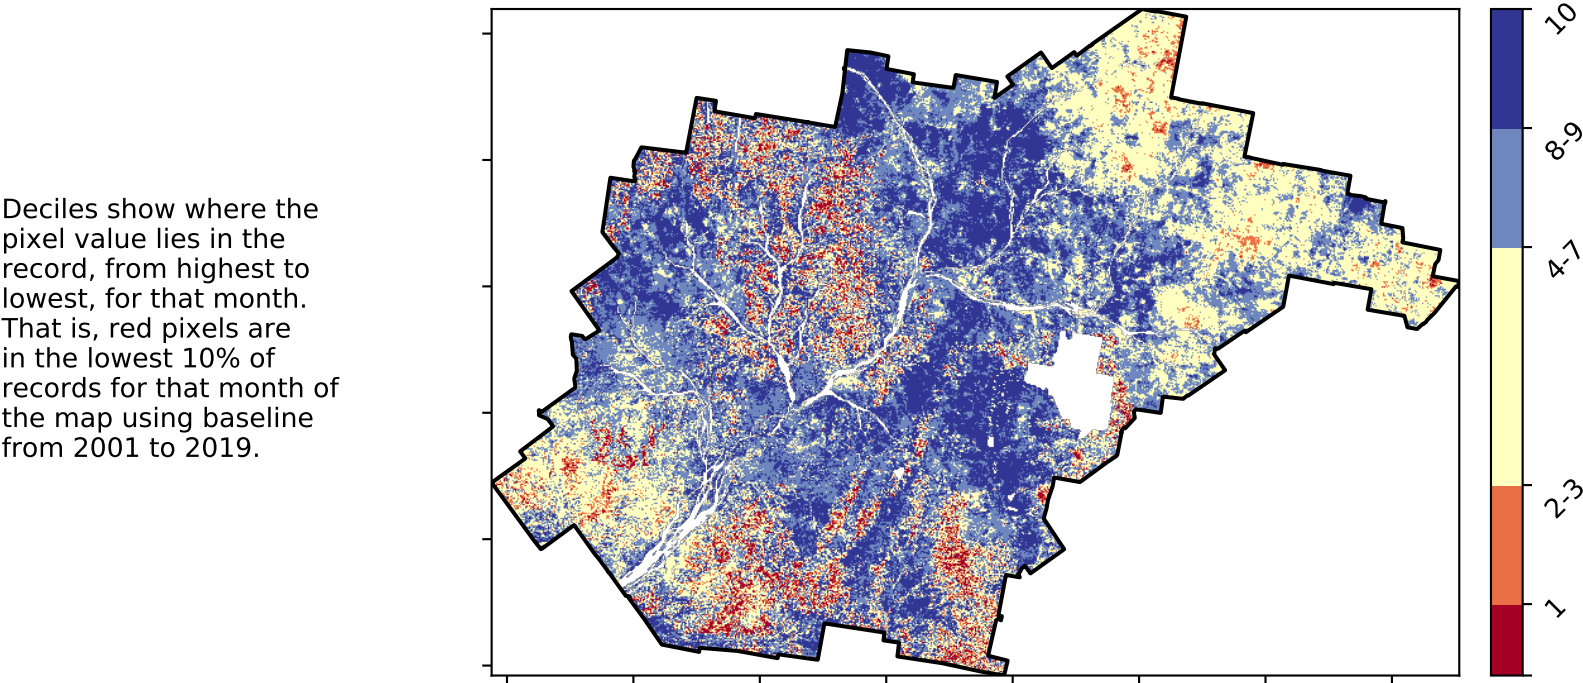 Deciles show where the
pixel value lies in the
record, from highest to
lowest, for that month.
That is, red pixels are
in the lowest 10% of
records for that month of
the map using baseline
from 2001 to 2019.
10
8-9
4-7
2-3
1